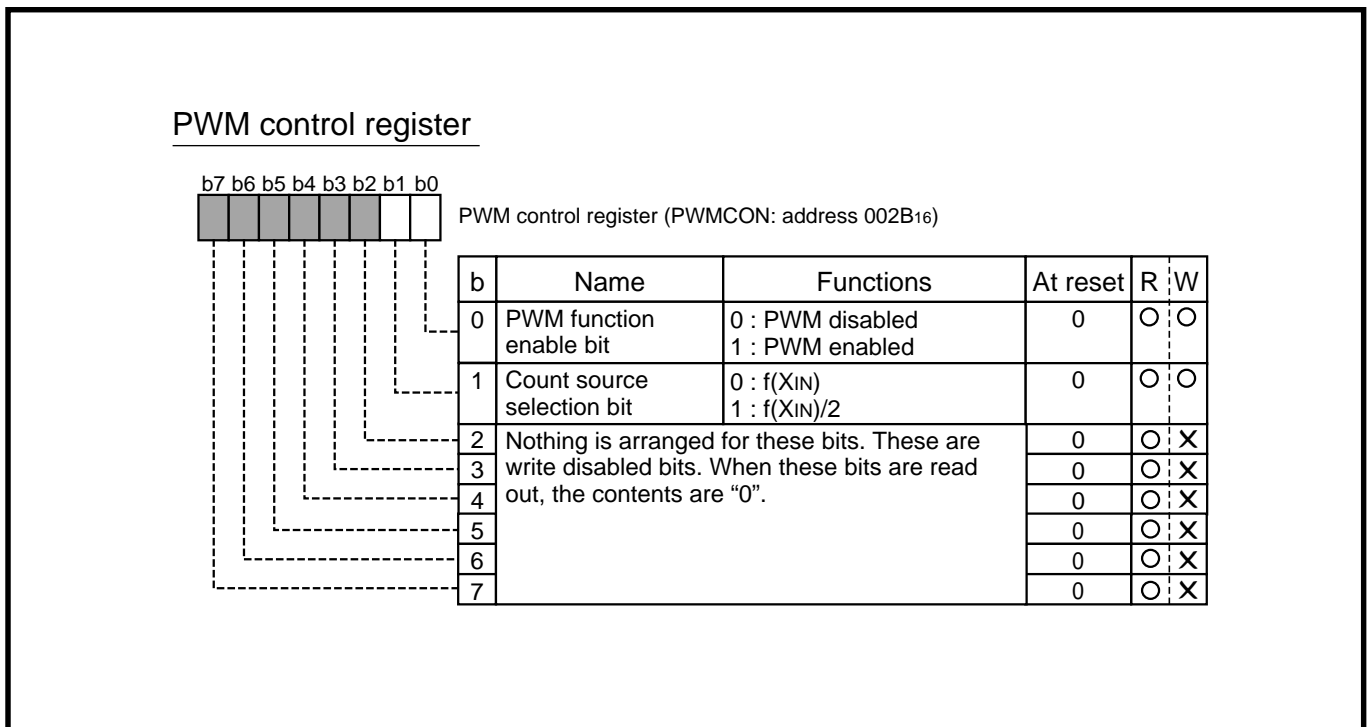 PWM control register
b7 b6 b5 b4 b3 b2 b1 b0
PWM control register (PWMCON: address 002B16)
b Name Functions At reset R W
0 PWM function enable bit 0 : PWM disabled 0 O O
1 : PWM enabled
1 Count source selection bit 0 : f(XIN) 0 O O
1 : f(XIN)/2
2 Nothing is arranged for these bits. These are 0 O X
3 write disabled bits. When these bits are read 0 O X
4 out, the contents are “0”. 0 O X
5 0 O X
6 0 O X
7 0 O X